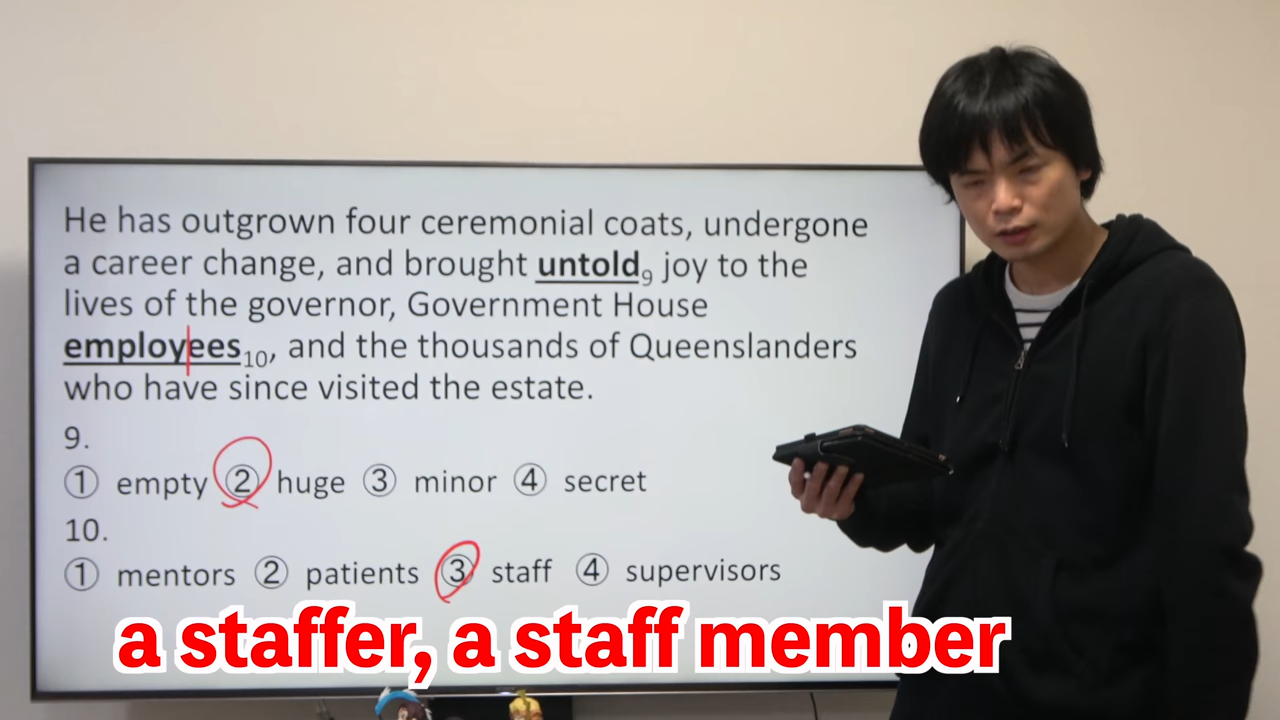 He has outgrown four ceremonial coats, undergone
a career change, and brought untold9 joy to the
lives of the governor, Government House
employees10, and the thousands of Queenslanders
who have since visited the estate.
9.
① empty ② huge ③ minor ④ secret
10.
① mentors ② patients ③ staff ④ supervisors
a staffer, a staff member